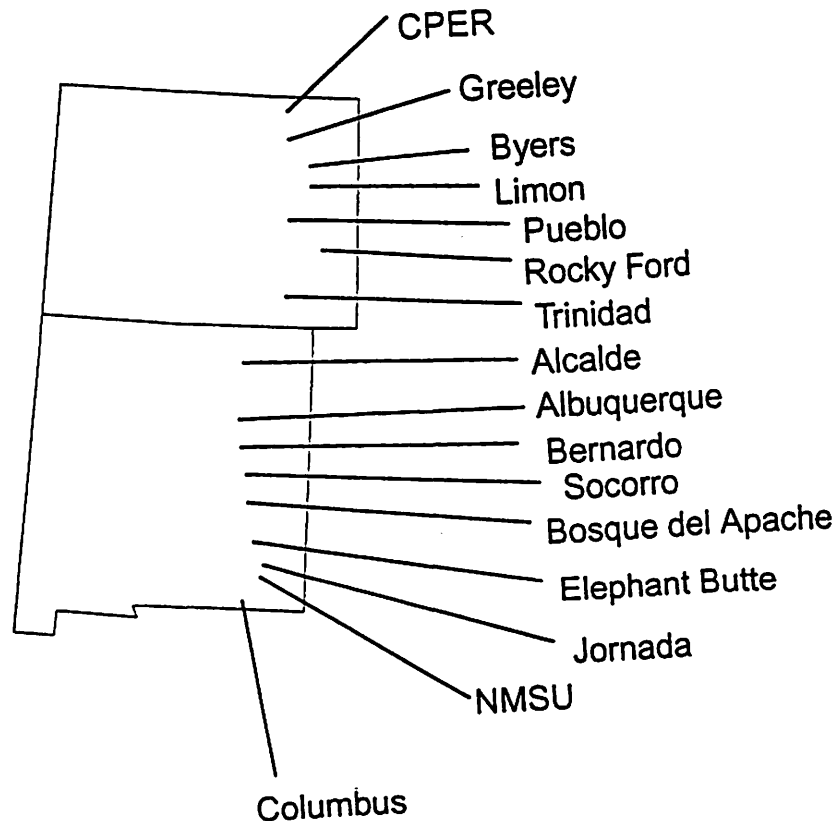 CPER
Greeley
Byers
Limon
Pueblo
Rocky Ford
Trinidad
Alcalde
Albuquerque
Bernardo
Socorro
Bosque del Apache
Elephant Butte
Jornada
NMSU
Columbus